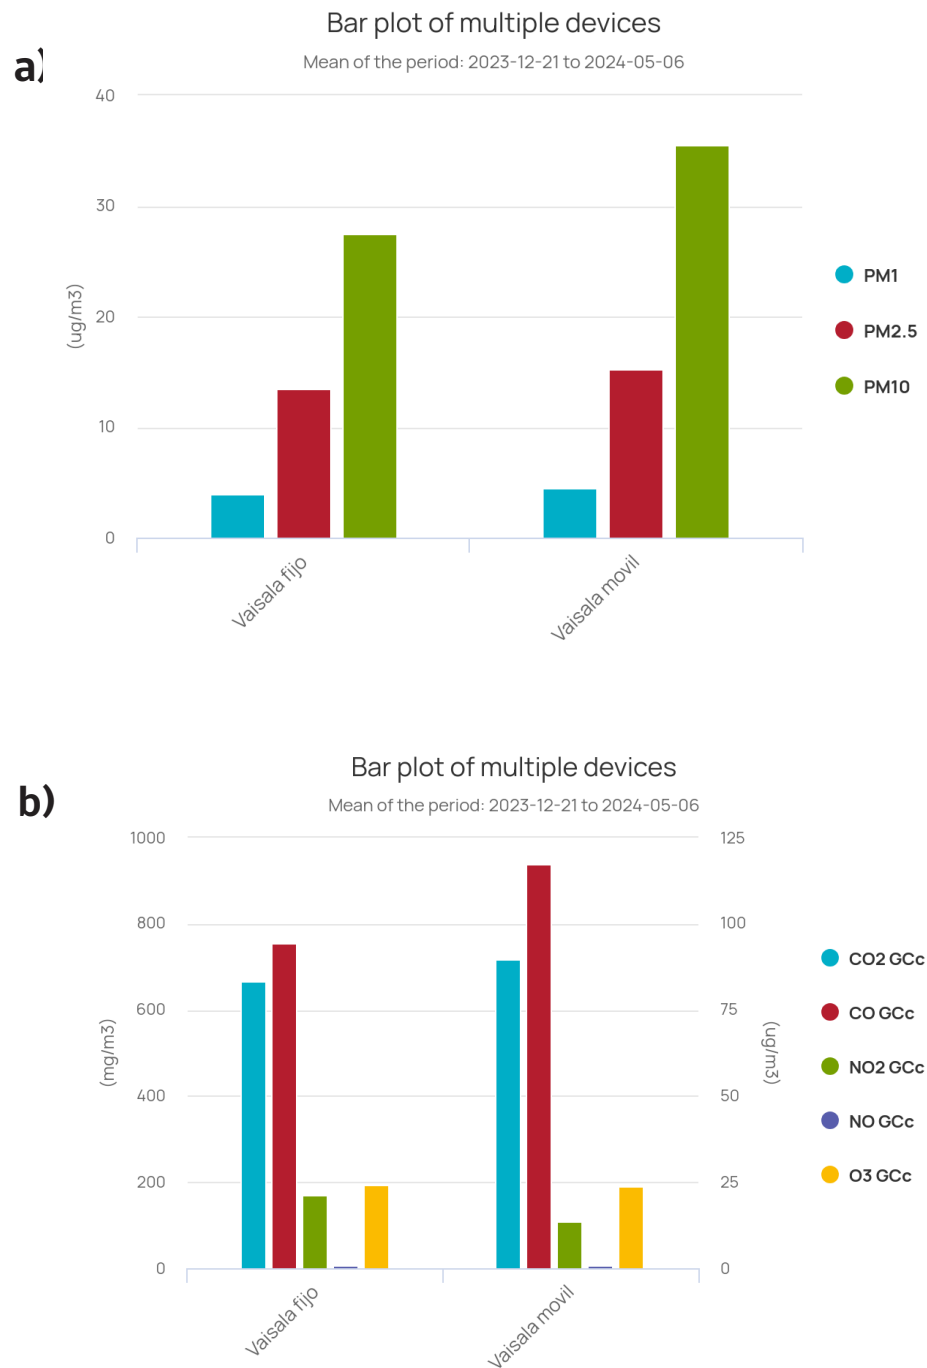 a)
Bar plot of multiple devices
Mean of the period: 2023-12-21 to 2024-05-06
40
30
20
10
0
(ug/m3)
Vaisala fijo
Vaisala movil
PM1
PM2.5
PM10
b)
Bar plot of multiple devices
Mean of the period: 2023-12-21 to 2024-05-06
1000
800
600
400
200
0
(mg/m3)
125
100
75
50
25
0
(ug/m3)
Vaisala fijo
Vaisala movil
CO2 GCc
CO GCc
NO2 GCc
NO GCc
O3 GCc